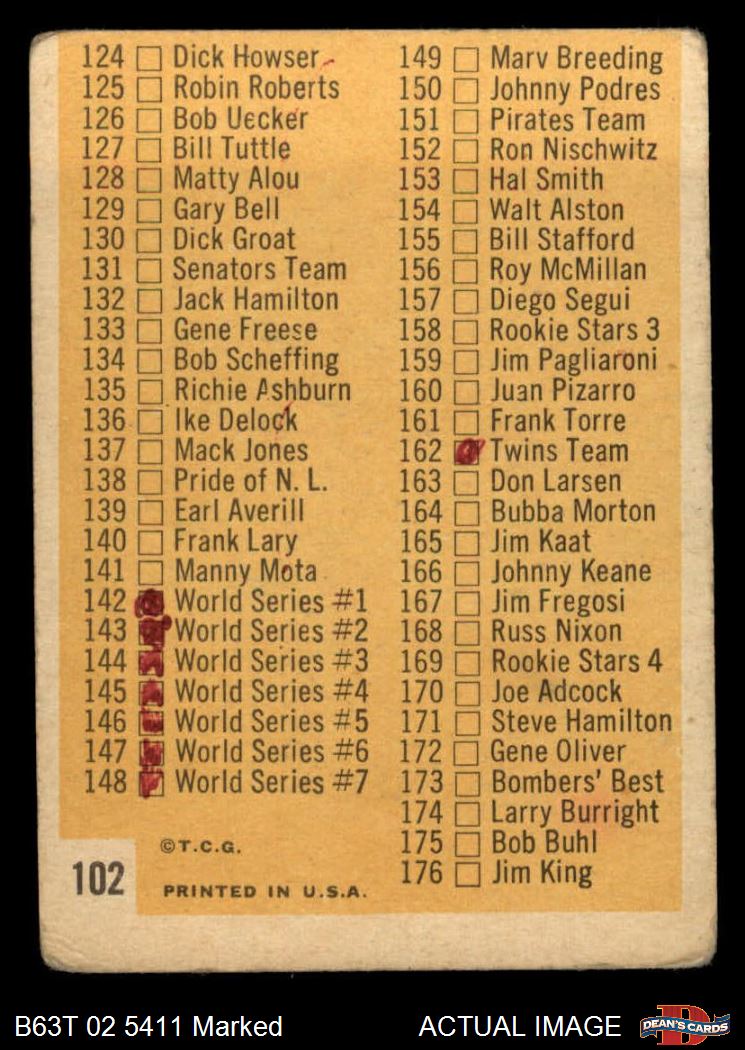 124 Dick Howser
125 Robin Roberts
126 Bob Uecker
127 Bill Tuttle
128 Matty Alou
129 Gary Bell
130 Dick Groat
131 Senators Team
132 Jack Hamilton
133 Gene Freese
134 Bob Scheffing
135 Richie Ashburn
136 Ike Delock
137 Mack Jones
138 Pride of N. L.
139 Earl Averill
140 Frank Lary
141 Manny Mota
142 World Series #1
143 World Series #2
144 World Series #3
145 World Series #4
146 World Series #5
147 World Series #6
148 World Series #7
149 Marv Breeding
150 Johnny Podres
151 Pirates Team
152 Ron Nischwitz
153 Hal Smith
154 Walt Alston
155 Bill Stafford
156 Roy McMillan
157 Diego Segui
158 Rookie Stars 3
159 Jim Pagliaroni
160 Juan Pizarro
161 Frank Torre
162 Twins Team
163 Don Larsen
164 Bubba Morton
165 Jim Kaat
166 Johnny Keane
167 Jim Fregosi
168 Russ Nixon
169 Rookie Stars 4
170 Joe Adcock
171 Steve Hamilton
172 Gene Oliver
173 Bombers' Best
174 Larry Burright
175 Bob Buhl
176 Jim King
©T.C.G.
102
PRINTED IN U.S.A.
B63T 02 5411 Marked
ACTUAL IMAGE
DEAN'S CARDS